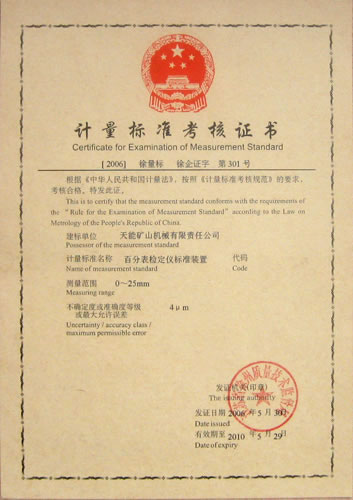 计量标准考核证书
Certificate for Examination of Measurement Standard
[2006] 徐量标 徐企证字 第301号
根据《中华人民共和国计量法》,按照《计量标准考核规范》的要求,
考核合格,特发此证。
This is to certify that the measurement standard conforms with the requirements of
the "Rule for the Examination of Measurement Standard" according to the Law on
Metrology of the People's Republic of China.
建标单位 天能矿山机械有限责任公司
Possessor of the measurement standard
计量标准名称 百分表检定仪标准装置 代码
Name of measurement standard Code
测量范围 0～25mm
Measuring range
不确定度或准确度等级 4μm
或最大允许误差
Uncertainty / accuracy class /
maximum permissible error
发证机关(印章)
The issuing authority
发证日期 2006 年 5 月 30日
Date issued
有效期至 2010 年 5 月 29日
Date of expiry